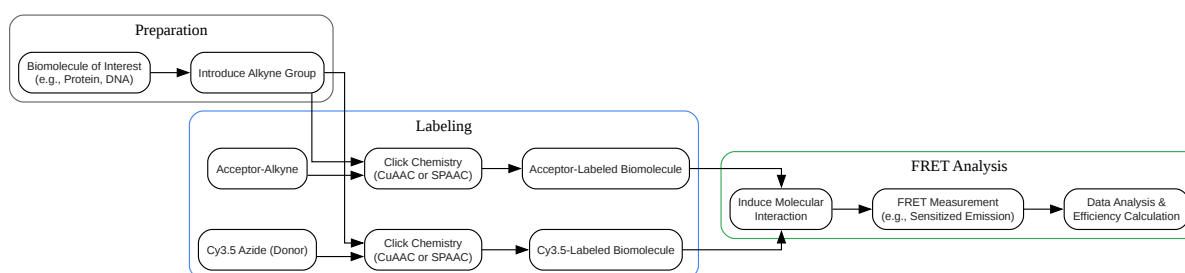 Preparation
Biomolecule of Interest
(e.g., Protein, DNA)
Introduce Alkyne Group
Labeling
Acceptor-Alkyne
Click Chemistry
(CuAAC or SPAAC)
Acceptor-Labeled Biomolecule
Cy3.5 Azide (Donor)
Click Chemistry
(CuAAC or SPAAC)
Cy3.5-Labeled Biomolecule
FRET Analysis
Induce Molecular
Interaction
FRET Measurement
(e.g., Sensitized Emission)
Data Analysis &
Efficiency Calculation